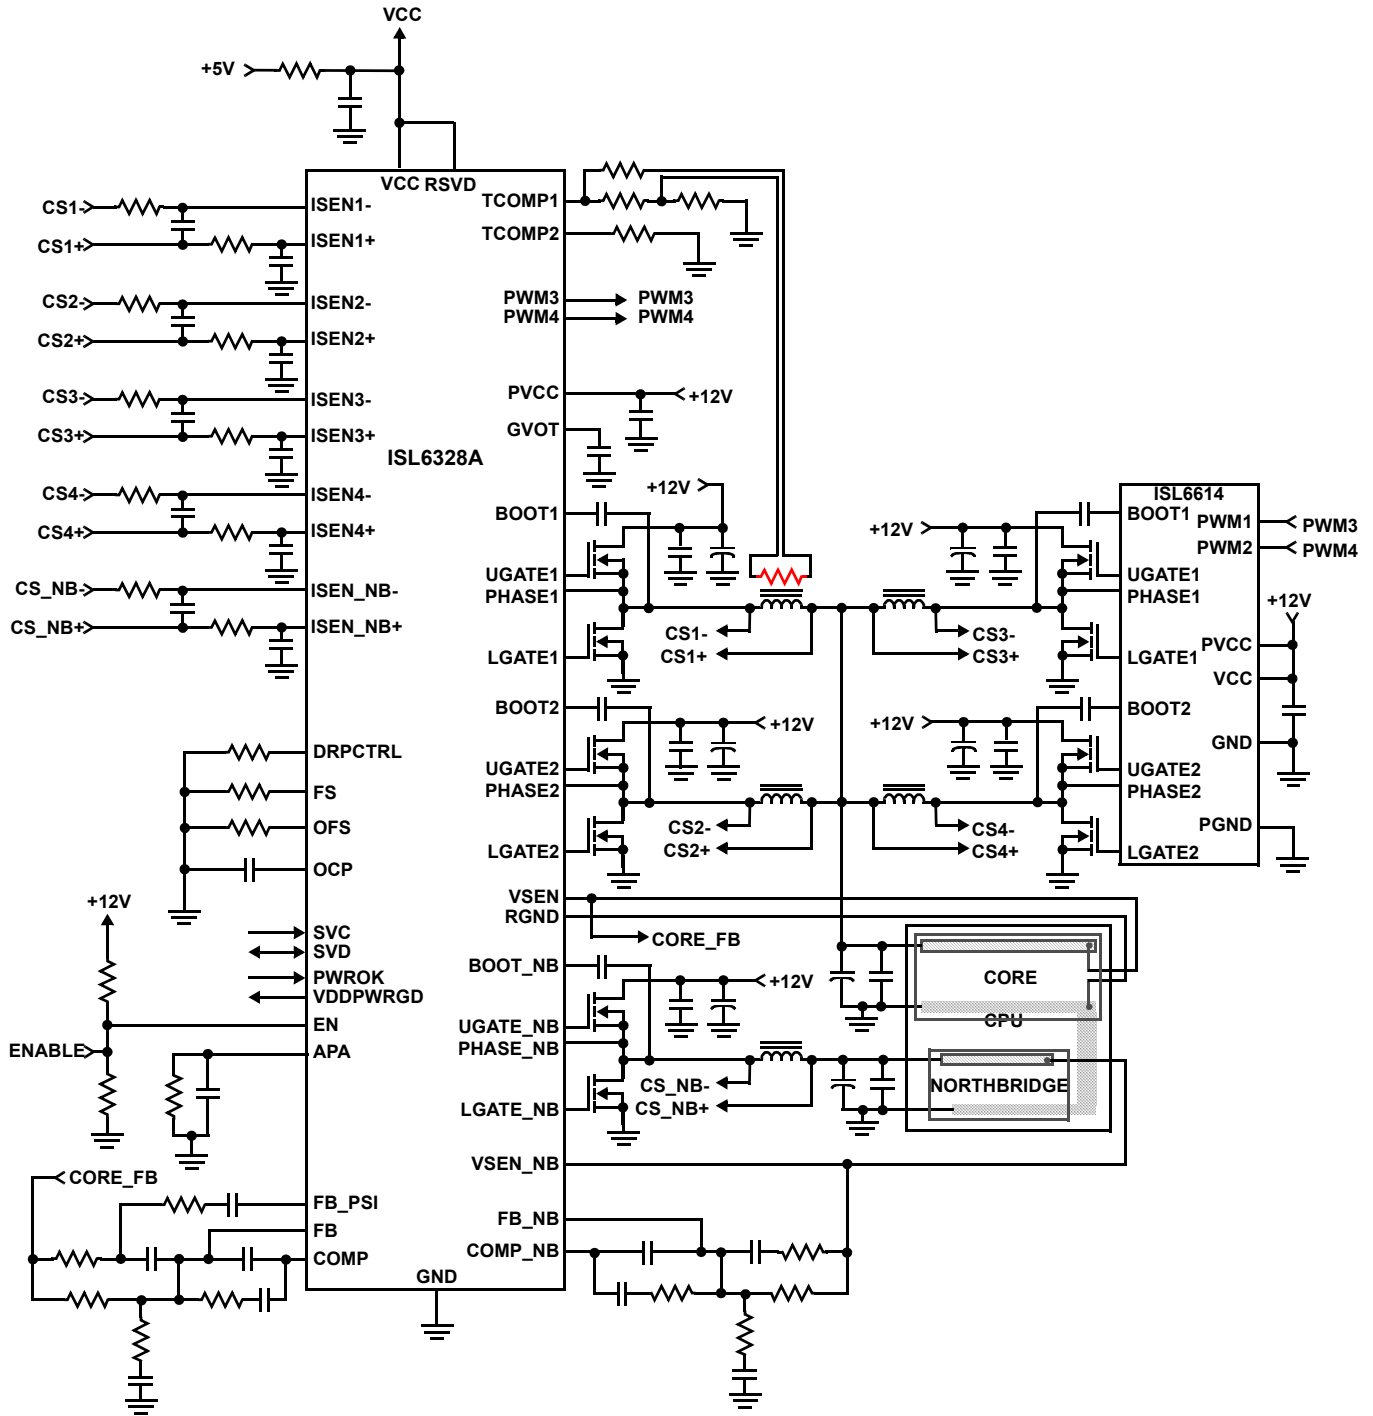 VCC
+5V
VCC RSVD
CS1-
ISEN1-
CS1+
ISEN1+
CS2-
ISEN2-
CS2+
ISEN2+
CS3-
ISEN3-
CS3+
ISEN3+
CS4-
ISEN4-
CS4+
ISEN4+
CS_NB-
ISEN_NB-
CS_NB+
ISEN_NB+
DRPCTRL
FS
OFS
OCP
+12V
SVC
SVD
PWROK
VDDPWRGD
EN
ENABLE
APA
CORE_FB
FB_PSI
FB
COMP
GND
ISL6328A
TCOMP1
TCOMP2
PWM3 PWM3
PWM4 PWM4
PVCC +12V
GVOT
+12V
BOOT1
UGATE1
PHASE1
CS1-
CS1+
LGATE1
BOOT2
+12V
UGATE2
PHASE2
CS2-
CS2+
LGATE2
VSEN
RGND
CORE_FB
BOOT_NB
+12V
UGATE_NB
PHASE_NB
CS_NB-
CS_NB+
LGATE_NB
VSEN_NB
FB_NB
COMP_NB
ISL6614
+12V
BOOT1
PWM1 PWM3
PWM2 PWM4
UGATE1
PHASE1
+12V
CS3-
CS3+
PVCC
LGATE1
VCC
BOOT2
+12V
GND
UGATE2
PHASE2
CS4-
CS4+
PGND
LGATE2
CORE
CPU
NORTHBRIDGE